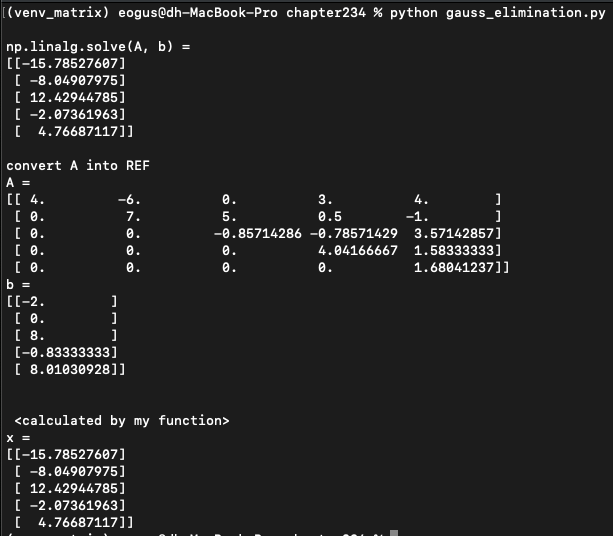 [(venv_matrix) eogus@dh-MacBook-Pro chapter234 % python gauss_elimination.py
np.linalg.solve(A, b) =
[[-15.78527607]
[ -8.04907975]
[ 12.42944785]
[ -2.07361963]
[  4.76687117]]
convert A into REF
A =
[[ 4.         -6.          0.          3.          4.        ]
[ 0.          7.          5.          0.5        -1.        ]
[ 0.          0.         -0.85714286 -0.78571429  3.57142857]
[ 0.          0.          0.          4.04166667  1.58333333]
[ 0.          0.          0.          0.          1.68041237]]
b =
[[-2.        ]
[ 0.        ]
[ 8.        ]
[-0.83333333]
[ 8.01030928]]
<calculated by my function>
x =
[[-15.78527607]
[ -8.04907975]
[ 12.42944785]
[ -2.07361963]
[  4.76687117]]